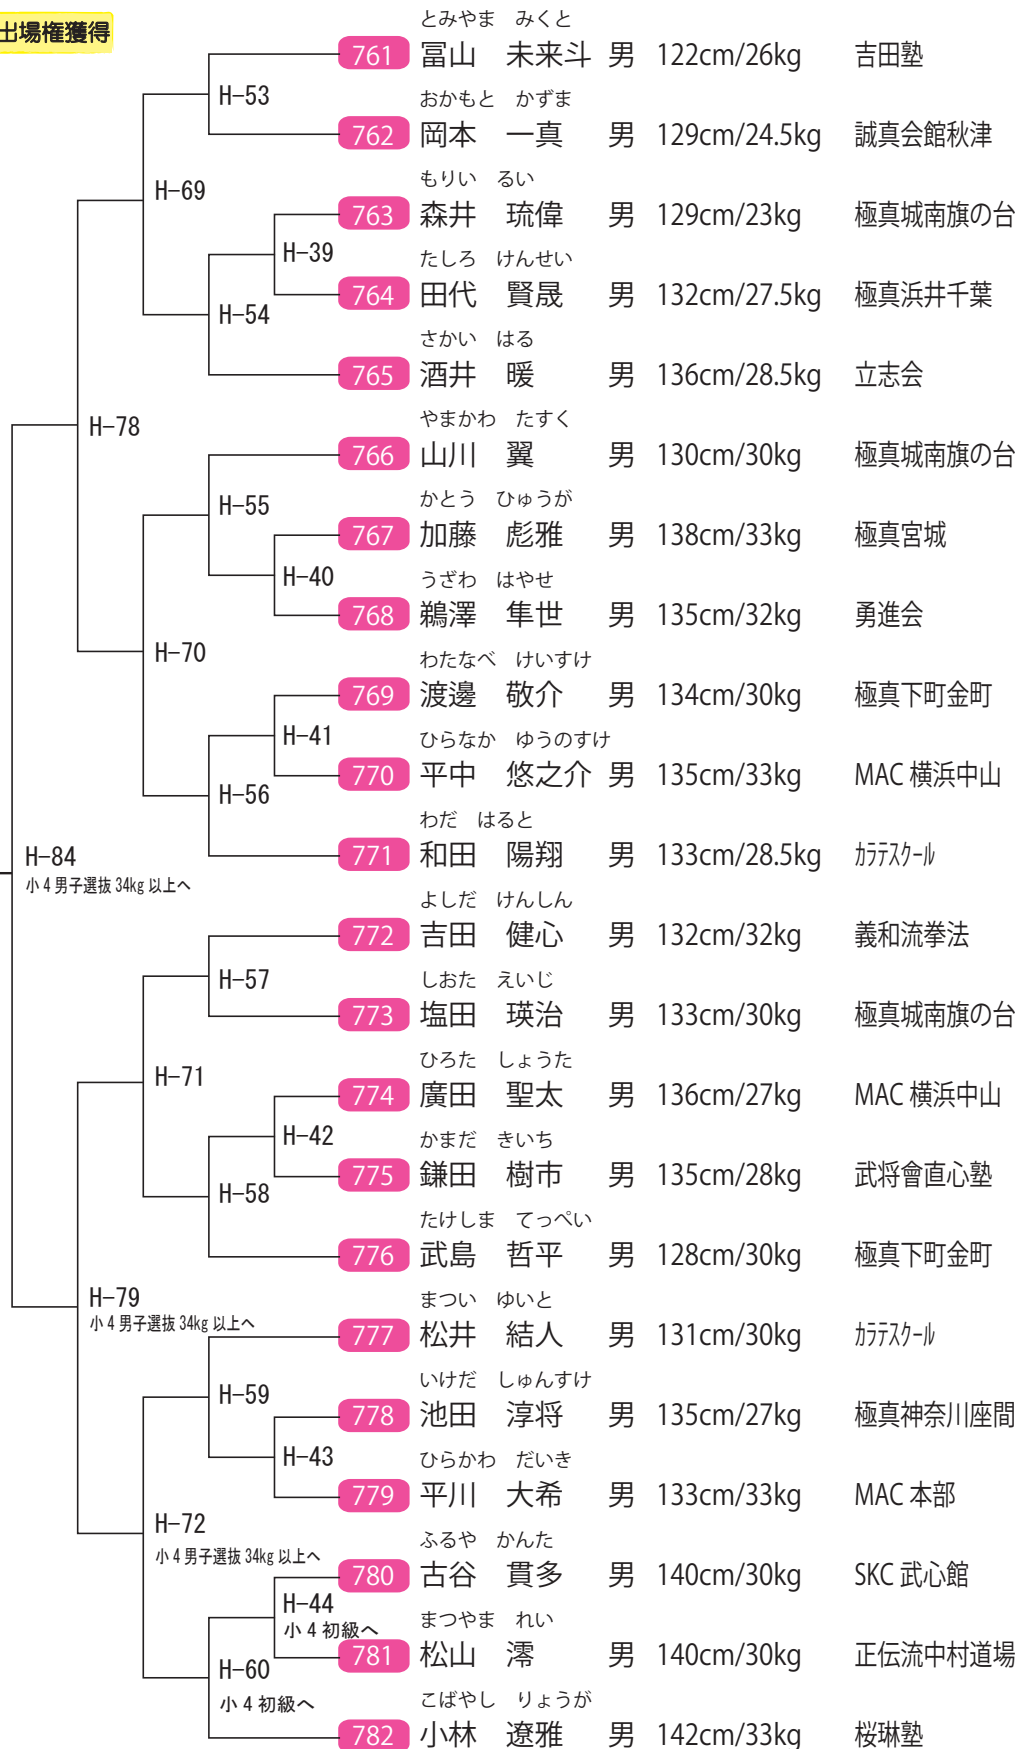 出場権獲得
とみやま みくと
761 冨山 未来斗 男 122cm/26kg 吉田塾
H-53
おかもと かずま
762 岡本 一真 男 129cm/24.5kg 誠真会館秋津
H-69
もりい るい
763 森井 琉偉 男 129cm/23kg 極真城南旗の台
H-39
たしろ けんせい
764 田代 賢晟 男 132cm/27.5kg 極真浜井千葉
H-54
さかい はる
765 酒井 暖 男 136cm/28.5kg 立志会
H-78
やまかわ たすく
766 山川 翼 男 130cm/30kg 極真城南旗の台
H-55
かとう ひゅうが
767 加藤 彪雅 男 138cm/33kg 極真宮城
H-40
うざわ はやせ
768 鵜澤 隼世 男 135cm/32kg 勇進会
H-70
わたなべ けいすけ
769 渡邊 敬介 男 134cm/30kg 極真下町金町
H-41
ひらなか ゆうのすけ
770 平中 悠之介 男 135cm/33kg MAC 横浜中山
H-56
わだ はると
771 和田 陽翔 男 133cm/28.5kg ｶﾗﾃｽｸｰﾙ
H-84
小 4 男子選抜 34kg 以上へ
よしだ けんしん
772 吉田 健心 男 132cm/32kg 義和流拳法
H-57
しおた えいじ
773 塩田 瑛治 男 133cm/30kg 極真城南旗の台
H-71
ひろた しょうた
774 廣田 聖太 男 136cm/27kg MAC 横浜中山
H-42
かまだ きいち
775 鎌田 樹市 男 135cm/28kg 武将會直心塾
H-58
たけしま てっぺい
776 武島 哲平 男 128cm/30kg 極真下町金町
H-79
小 4 男子選抜 34kg 以上へ
まつい ゆいと
777 松井 結人 男 131cm/30kg ｶﾗﾃｽｸｰﾙ
H-59
いけだ しゅんすけ
778 池田 淳将 男 135cm/27kg 極真神奈川座間
H-43
ひらかわ だいき
779 平川 大希 男 133cm/33kg MAC 本部
H-72
小 4 男子選抜 34kg 以上へ
ふるや かんた
780 古谷 貫多 男 140cm/30kg SKC 武心館
H-44
小 4 初級へ
まつやま れい
781 松山 澪 男 140cm/30kg 正伝流中村道場
H-60
小 4 初級へ
こばやし りょうが
782 小林 遼雅 男 142cm/33kg 桜琳塾